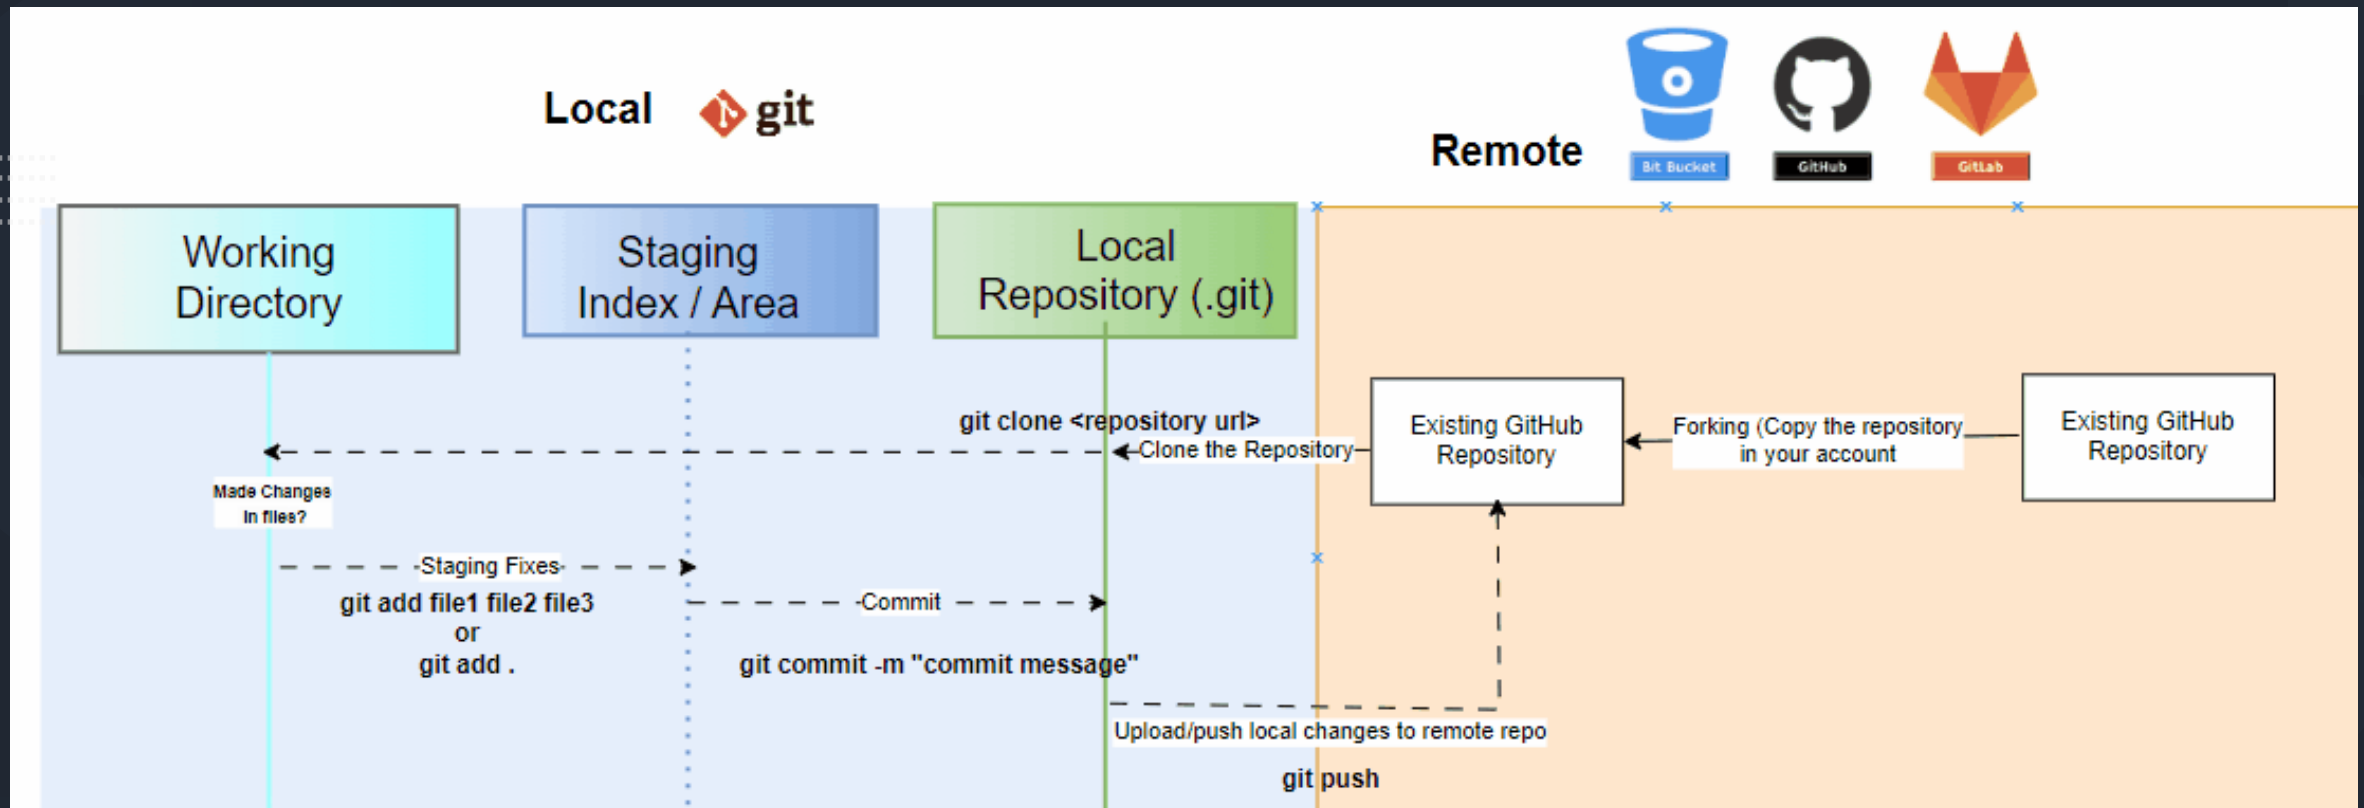 Local
git
Remote
Bit Bucket
GitHub
GitLab
Working
Directory
Staging
Index / Area
Local
Repository (.git)
git clone <repository url>
Clone the Repository
Existing GitHub
Repository
Forking (Copy the repository
in your account
Existing GitHub
Repository
Made Changes
In files?
Staging Fixes
git add file1 file2 file3
or
git add .
Commit
git commit -m "commit message"
Upload/push local changes to remote repo
git push